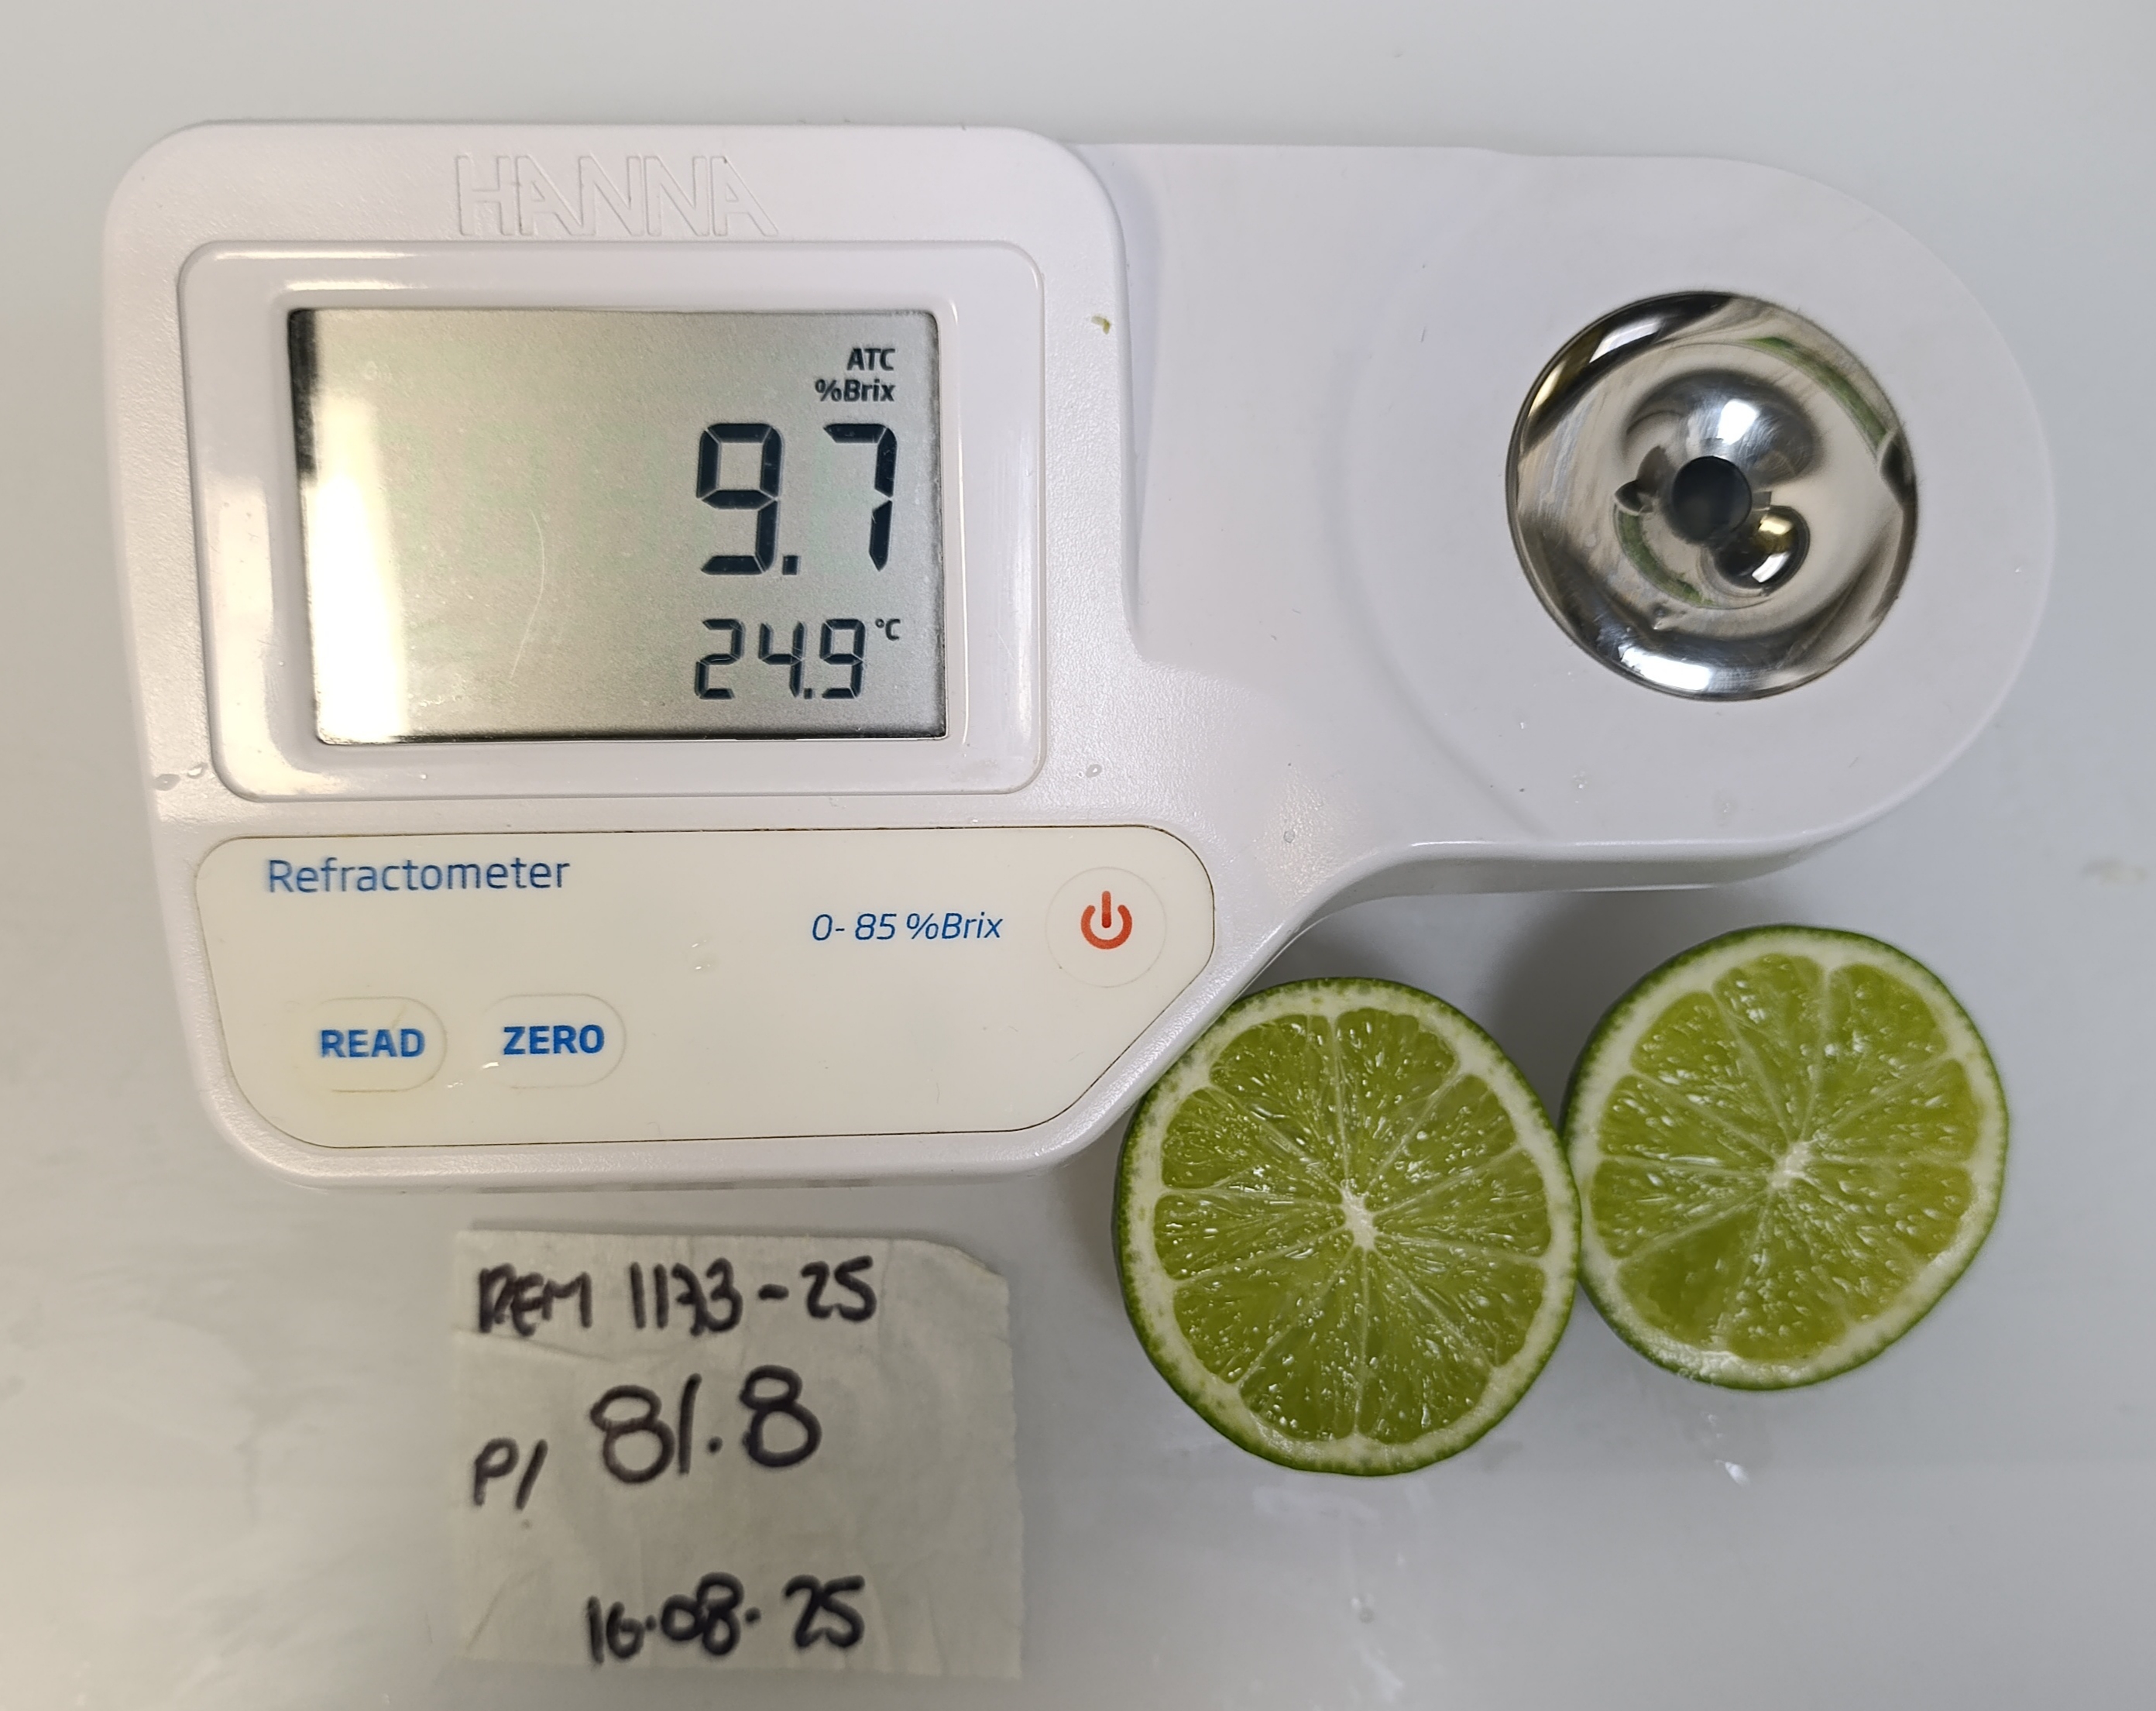 HANNA
ATC
%Brix
9.7
24.9 °C
Refractometer
0-85 %Brix
READ ZERO
REM 1173-25
P/ 81.8
16.08.25